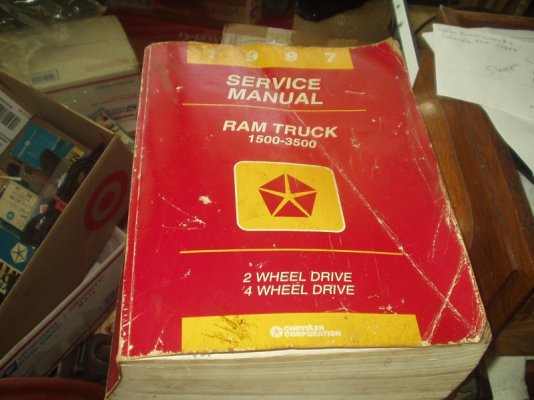 1997
SERVICE
MANUAL
RAM TRUCK
1500-3500
2 WHEEL DRIVE
4 WHEEL DRIVE
CHRYSLER
CORPORATION